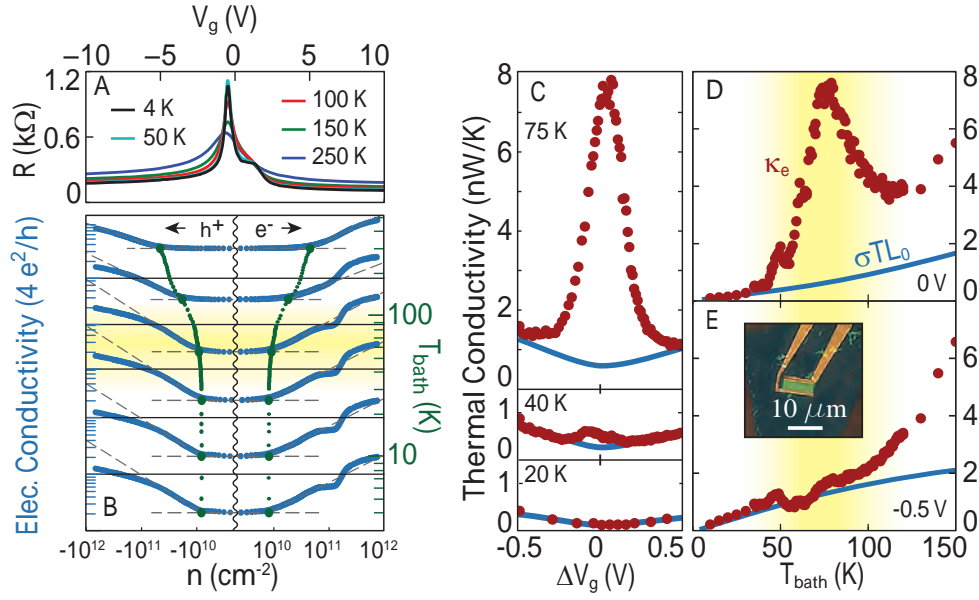 V_g (V)
-10 -5 0 5 10
A
1.2
0.6
0
R (kΩ)
4 K
50 K
100 K
150 K
250 K
h⁺
e⁻
B
Elec. Conductivity (4 e²/h)
100
10
T_bath (K)
-10¹² -10¹¹ -10¹⁰ 10¹⁰ 10¹¹ 10¹²
n (cm⁻²)
Thermal Conductivity (nW/K)
C
75 K
8
6
4
2
0
40 K
1
0
20 K
1
0
-0.5 0 0.5
ΔV_g (V)
D
κ_e
σTL₀
0 V
8
6
4
2
0
E
10 μm
-0.5 V
6
4
2
0
50 100 150
T_bath (K)